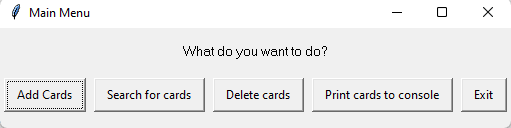 Main Menu
What do you want to do?
Add Cards Search for cards Delete cards Print cards to console Exit